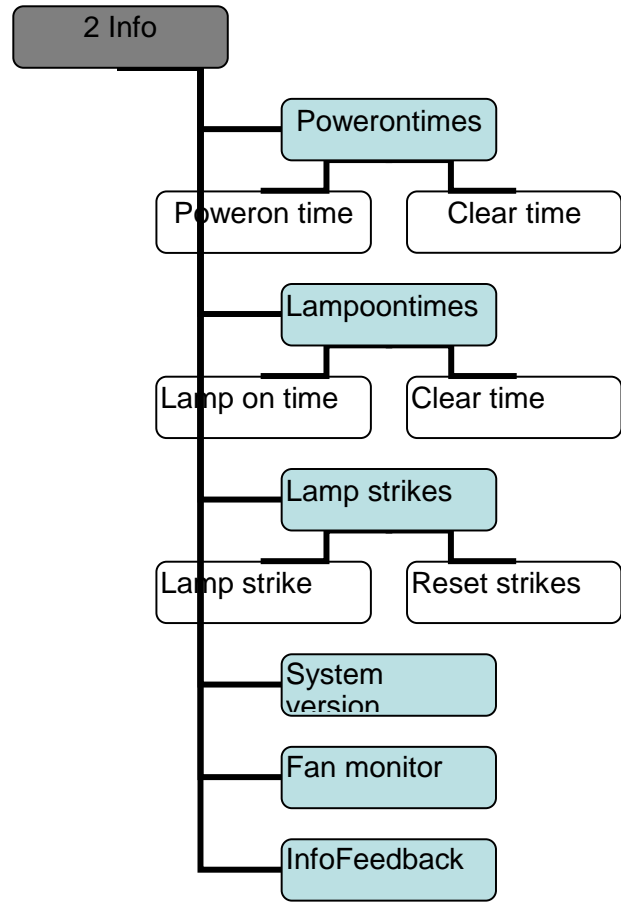 2 Info
Powerontimes
Poweron time
Clear time
Lampoontimes
Lamp on time
Clear time
Lamp strikes
Lamp strike
Reset strikes
System
version
Fan monitor
InfoFeedback